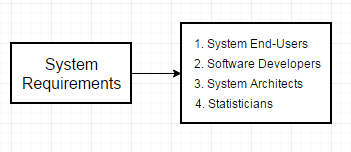 System
Requirements
1. System End-Users
2. Software Developers
3. System Architects
4. Statisticians